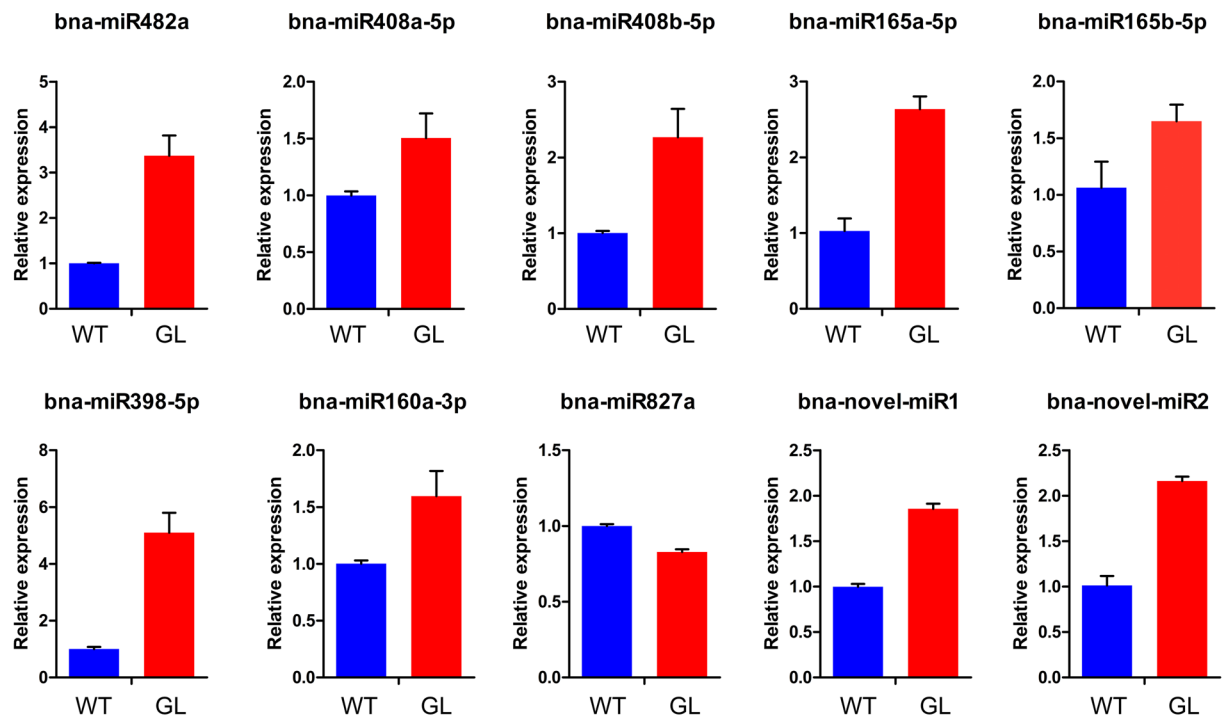 bna-miR482a
bna-miR408a-5p
bna-miR408b-5p
bna-miR165a-5p
bna-miR165b-5p
Relative expression
5
4
3
2
1
0
WT GL
Relative expression
2.0
1.5
1.0
0.5
0.0
WT GL
Relative expression
3
2
1
0
WT GL
Relative expression
3
2
1
0
WT GL
Relative expression
2.0
1.5
1.0
0.5
0.0
WT GL
bna-miR398-5p
bna-miR160a-3p
bna-miR827a
bna-novel-miR1
bna-novel-miR2
Relative expression
8
6
4
2
0
WT GL
Relative expression
2.0
1.5
1.0
0.5
0.0
WT GL
Relative expression
1.5
1.0
0.5
0.0
WT GL
Relative expression
2.5
2.0
1.5
1.0
0.5
0.0
WT GL
Relative expression
2.5
2.0
1.5
1.0
0.5
0.0
WT GL